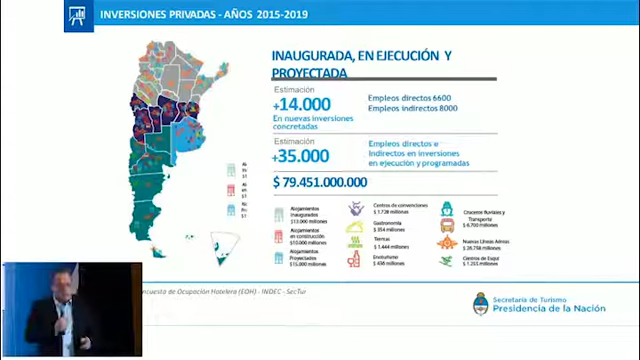 INVERSIONES PRIVADAS - AÑOS 2015-2019
INAUGURADA, EN EJECUCIÓN Y
PROYECTADA
Estimación
+14.000
En nuevas inversiones
concretadas
Empleos directos 6600
Empleos indirectos 8000
Estimación
+35.000
Empleos directos e
Indirectos en inversiones
en ejecución y programadas
$ 79.451.000.000
Alojamientos
Inaugurados
$13.000 millones
Alojamientos
en construcción
$10.000 millones
Alojamientos
Proyectados
$15.000 millones
Centros de convenciones
$ 1.728 millones
Gastronomía
$ 354 millones
Termas
$ 1.444 millones
Enoturismo
$ 436 millones
Cruceros fluviales y
Transporte
$ 6.700 millones
Nuevas Líneas Aéreas
$ 26.758 millones
Centros de Esquí
$ 1.255 millones
ncuesta de Ocupación Hotelera (EOH) - INDEC - SecTur
Secretaría de Turismo
Presidencia de la Nación